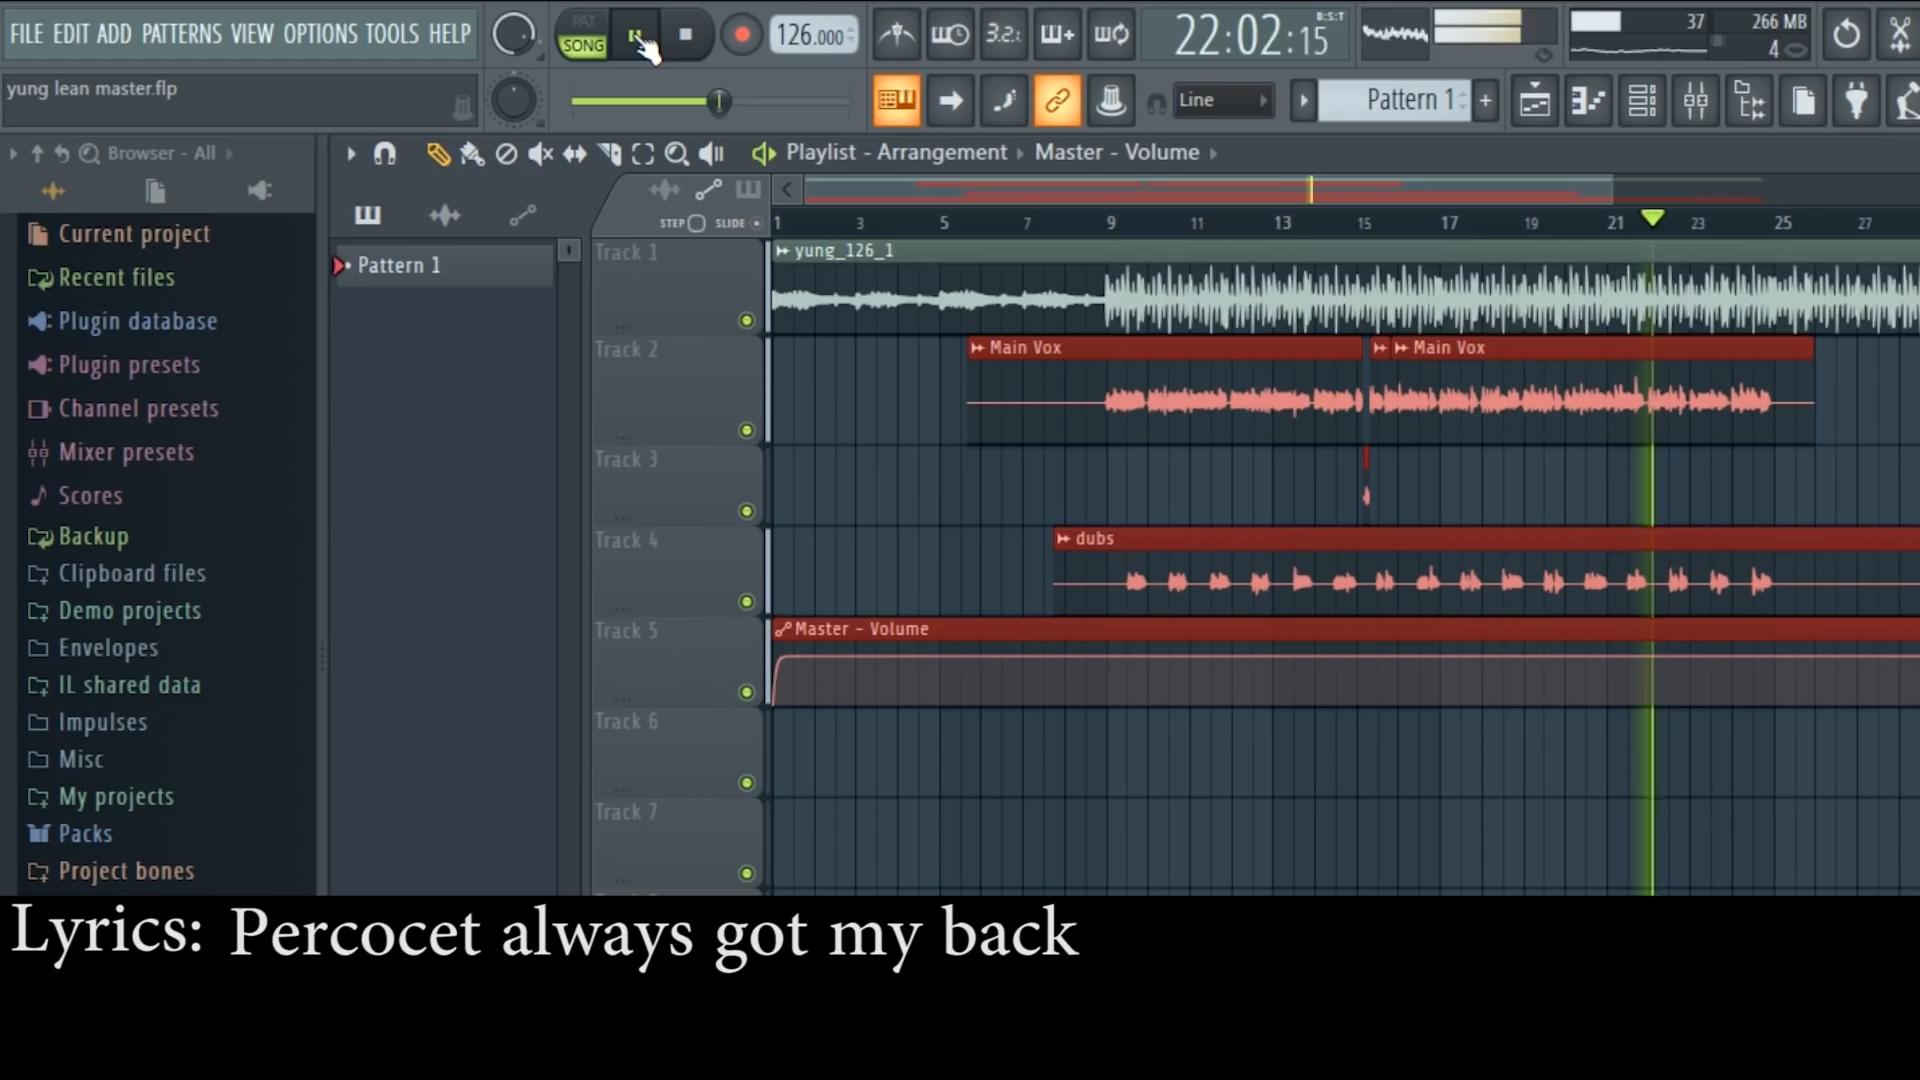 FILE EDIT ADD PATTERNS VIEW OPTIONS TOOLS HELP
PAT
SONG
126.000
3.2.
22:02:15
B:S:T
37
266 MB
4
yung lean master.flp
Line
Pattern 1
+
Browser - All
Playlist - Arrangement
Master - Volume
STEP
SLIDE
1 3 5 7 9 11 13 15 17 19 21 23 25 27
Current project
Recent files
Plugin database
Plugin presets
Channel presets
Mixer presets
Scores
Backup
Clipboard files
Demo projects
Envelopes
IL shared data
Impulses
Misc
My projects
Packs
Project bones
Pattern 1
Track 1
yung_126_1
Track 2
Main Vox
Main Vox
Track 3
Track 4
dubs
Track 5
Master - Volume
Track 6
Track 7
Lyrics: Percocet always got my back